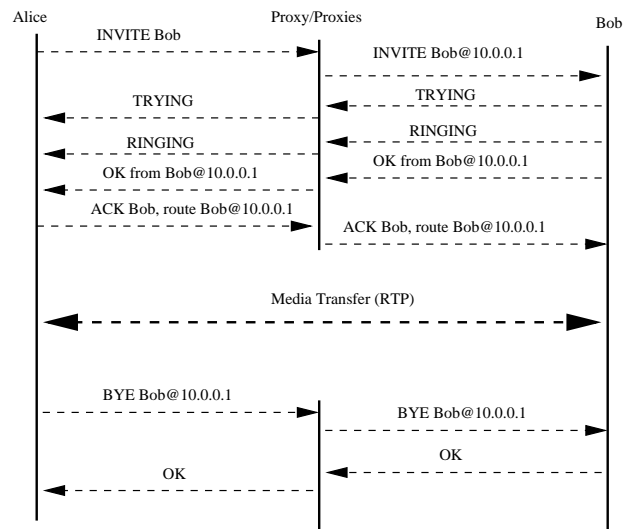 Alice
Proxy/Proxies
Bob
INVITE Bob
INVITE Bob@10.0.0.1
TRYING
TRYING
RINGING
RINGING
OK from Bob@10.0.0.1
OK from Bob@10.0.0.1
ACK Bob, route Bob@10.0.0.1
ACK Bob, route Bob@10.0.0.1
Media Transfer (RTP)
BYE Bob@10.0.0.1
BYE Bob@10.0.0.1
OK
OK